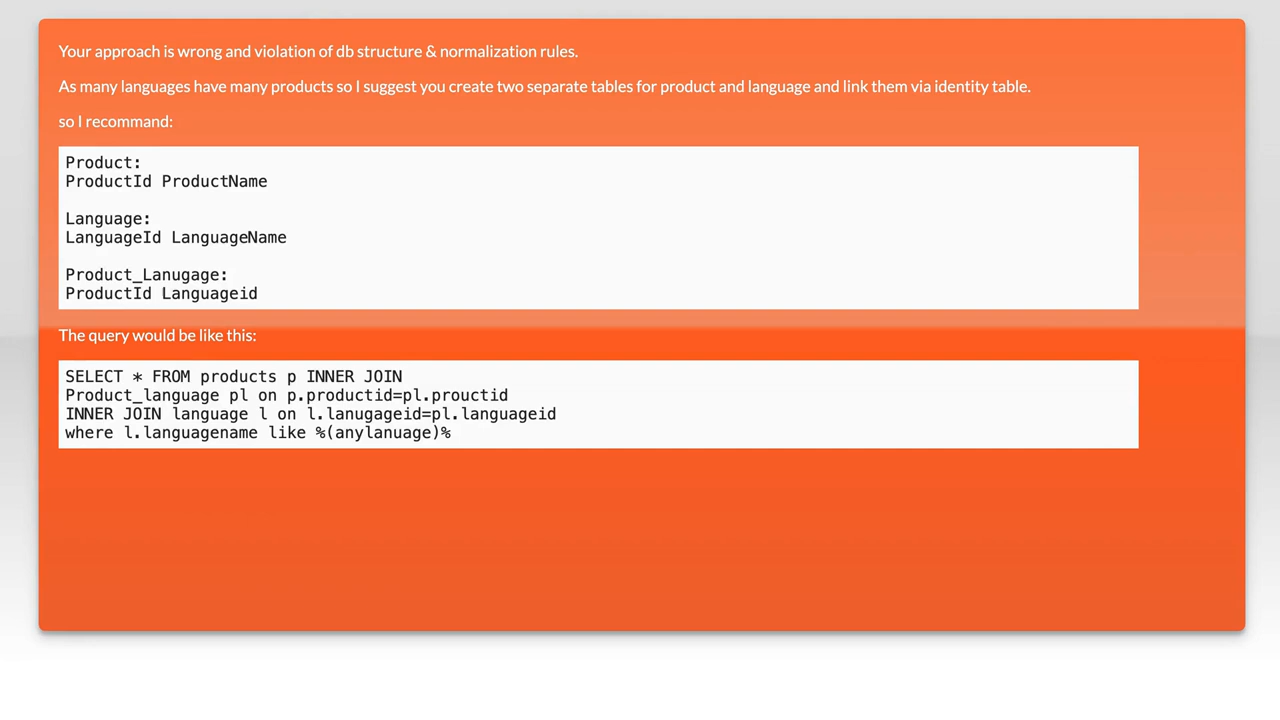 Your approach is wrong and violation of db structure & normalization rules.
As many languages have many products so I suggest you create two separate tables for product and language and link them via identity table.
so I recommand:
Product:
ProductId ProductName
Language:
LanguageId LanguageName
Product_Lanugage:
ProductId Languageid
The query would be like this:
SELECT * FROM products p INNER JOIN
Product_language pl on p.productid=pl.prouctid
INNER JOIN language l on l.lanugageid=pl.languageid
where l.languagename like %(anylanuage)%